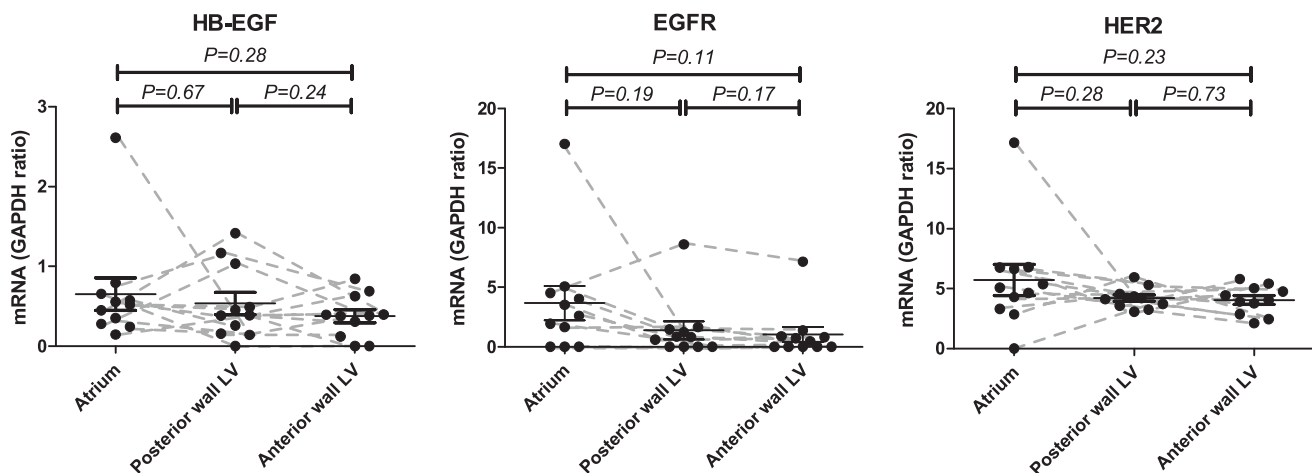 HB-EGF
P=0.28
P=0.67
P=0.24
mRNA (GAPDH ratio)
3
2
1
0
Atrium
Posterior wall LV
Anterior wall LV
EGFR
P=0.11
P=0.19
P=0.17
mRNA (GAPDH ratio)
20
15
10
5
0
Atrium
Posterior wall LV
Anterior wall LV
HER2
P=0.23
P=0.28
P=0.73
mRNA (GAPDH ratio)
20
15
10
5
0
Atrium
Posterior wall LV
Anterior wall LV